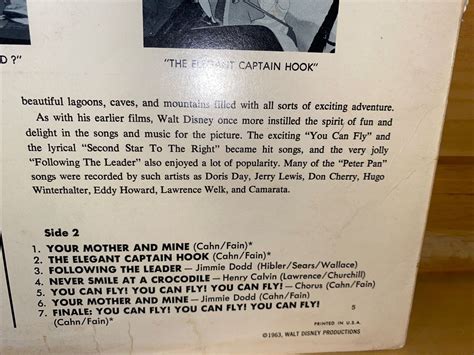 D ?"
"THE ELEGANT CAPTAIN HOOK"
beautiful lagoons, caves, and mountains filled with all sorts of exciting adventure.
As with his earlier films, Walt Disney once more instilled the spirit of fun and
delight in the songs and music for the picture. The exciting "You Can Fly" and
the lyrical "Second Star To The Right" became hit songs, and the very jolly
"Following The Leader" also enjoyed a lot of popularity. Many of the "Peter Pan"
songs were recorded by such artists as Doris Day, Jerry Lewis, Don Cherry, Hugo
Winterhalter, Eddy Howard, Lawrence Welk, and Camarata.
Side 2
1. YOUR MOTHER AND MINE (Cahn/Fain)*
2. THE ELEGANT CAPTAIN HOOK (Cahn/Fain)*
3. FOLLOWING THE LEADER – Jimmie Dodd (Hibler/Sears/Wallace)
4. NEVER SMILE AT A CROCODILE – Henry Calvin (Lawrence/Churchill)
5. YOU CAN FLY! YOU CAN FLY! YOU CAN FLY! – Chorus (Cahn/Fain)
6. YOUR MOTHER AND MINE – Jimmie Dodd (Cahn/Fain)
7. FINALE: YOU CAN FLY! YOU CAN FLY! YOU CAN FLY!
(Cahn/Fain)*
5
PRINTED IN U.S.A.
©1963, WALT DISNEY PRODUCTIONS